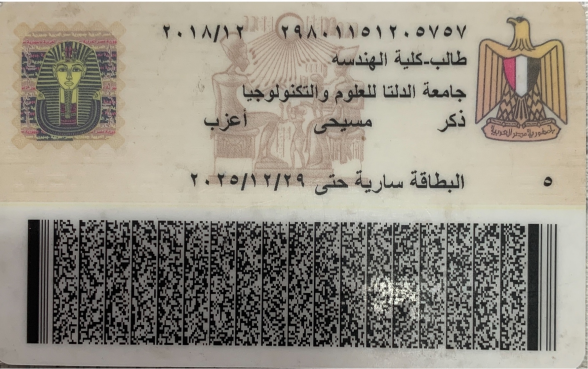 ٢٩٨٠١١٥١٢٠٥٧٥٧ ٢٠١٨/١٢
طالب-كلية الهندسه
جامعة الدلتا للعلوم والتكنولوجيا
ذكر مسيحى أعزب
البطاقة سارية حتى ٢٠٢٥/١٢/٢٩ ٥
جمهورية مصر العربية